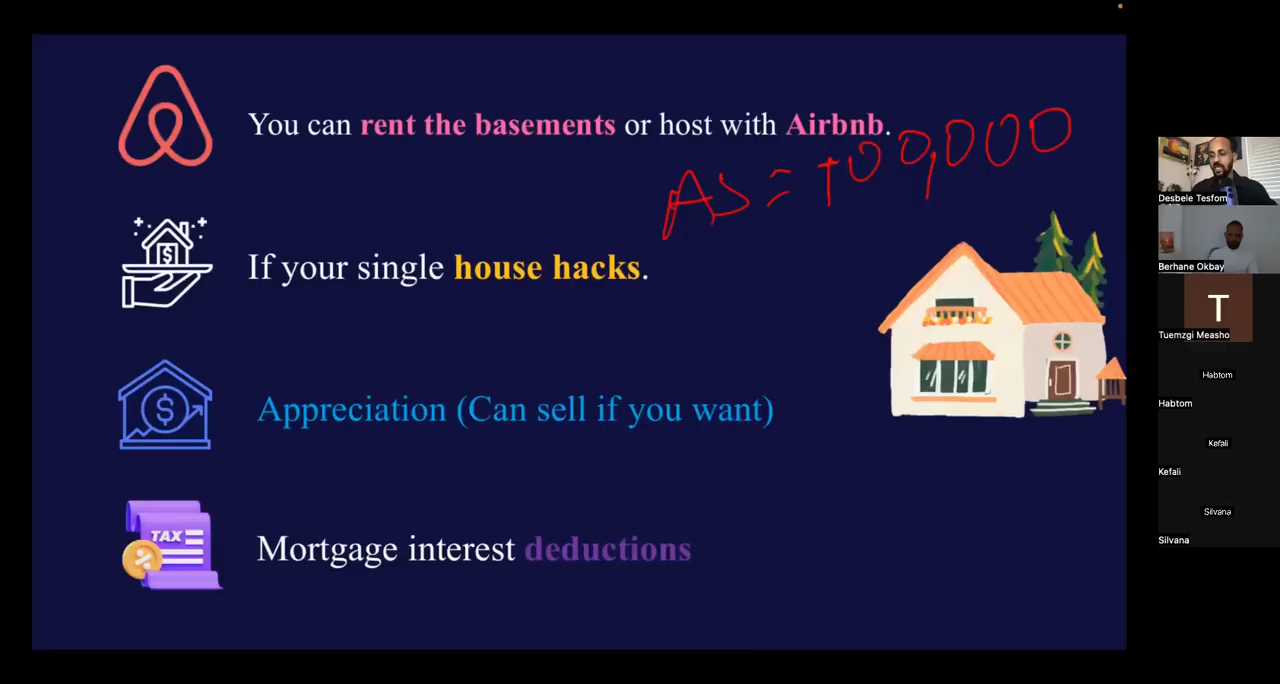 You can rent the basements or host with Airbnb.
AS = 100,000
If your single house hacks.
Appreciation (Can sell if you want)
TAX
Mortgage interest deductions
Desbele Tesfom
Berhane Okbay
T
Tuemzgi Measho
Habtom
Habtom
Kefali
Kefali
Silvana
Silvana